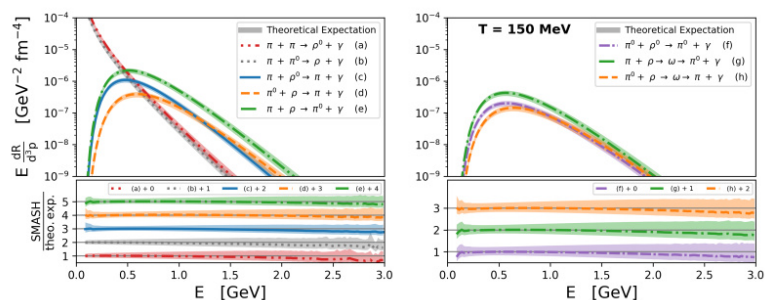 Theoretical Expectation
π + π → ρ⁰ + γ (a)
π + π⁰ → ρ + γ (b)
π + ρ⁰ → π + γ (c)
π⁰ + ρ → π + γ (d)
π + ρ → π⁰ + γ (e)
10⁻⁴
10⁻⁵
10⁻⁶
10⁻⁷
10⁻⁸
10⁻⁹
E dR/d³p [GeV⁻² fm⁻⁴]
(a) + 0 (b) + 1 (c) + 2 (d) + 3 (e) + 4
5
4
3
2
1
SMASH
theo. exp.
0.0 0.5 1.0 1.5 2.0 2.5 3.0
E [GeV]
T = 150 MeV
Theoretical Expectation
π⁰ + ρ⁰ → π⁰ + γ (f)
π + ρ → ω → π⁰ + γ (g)
π⁰ + ρ → ω → π + γ (h)
10⁻⁴
10⁻⁵
10⁻⁶
10⁻⁷
10⁻⁸
10⁻⁹
(f) + 0 (g) + 1 (h) + 2
3
2
1
0.0 0.5 1.0 1.5 2.0 2.5 3.0
E [GeV]